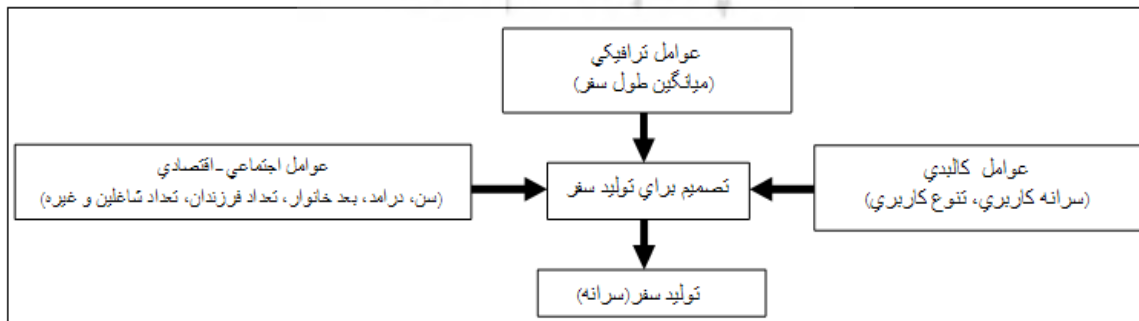 عوامل ترافيكي
(ميانگين طول سفر)
عوامل اجتماعي ـ اقتصادي
(سن، درامد، بعد خانوار، تعداد فرزندان، تعداد شاغلين و غيره)
تصميم براي توليد سفر
عوامل كالبدي
(سرانه كاربري، تنوع كاربري)
توليد سفر(سرانه)